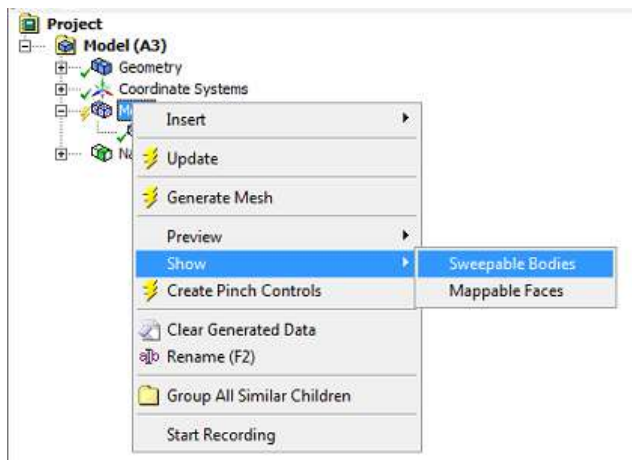 Project
Model (A3)
Geometry
Coordinate Systems
Insert
Update
Generate Mesh
Preview
Show
Sweepable Bodies
Create Pinch Controls
Mappable Faces
Clear Generated Data
Rename (F2)
Group All Similar Children
Start Recording